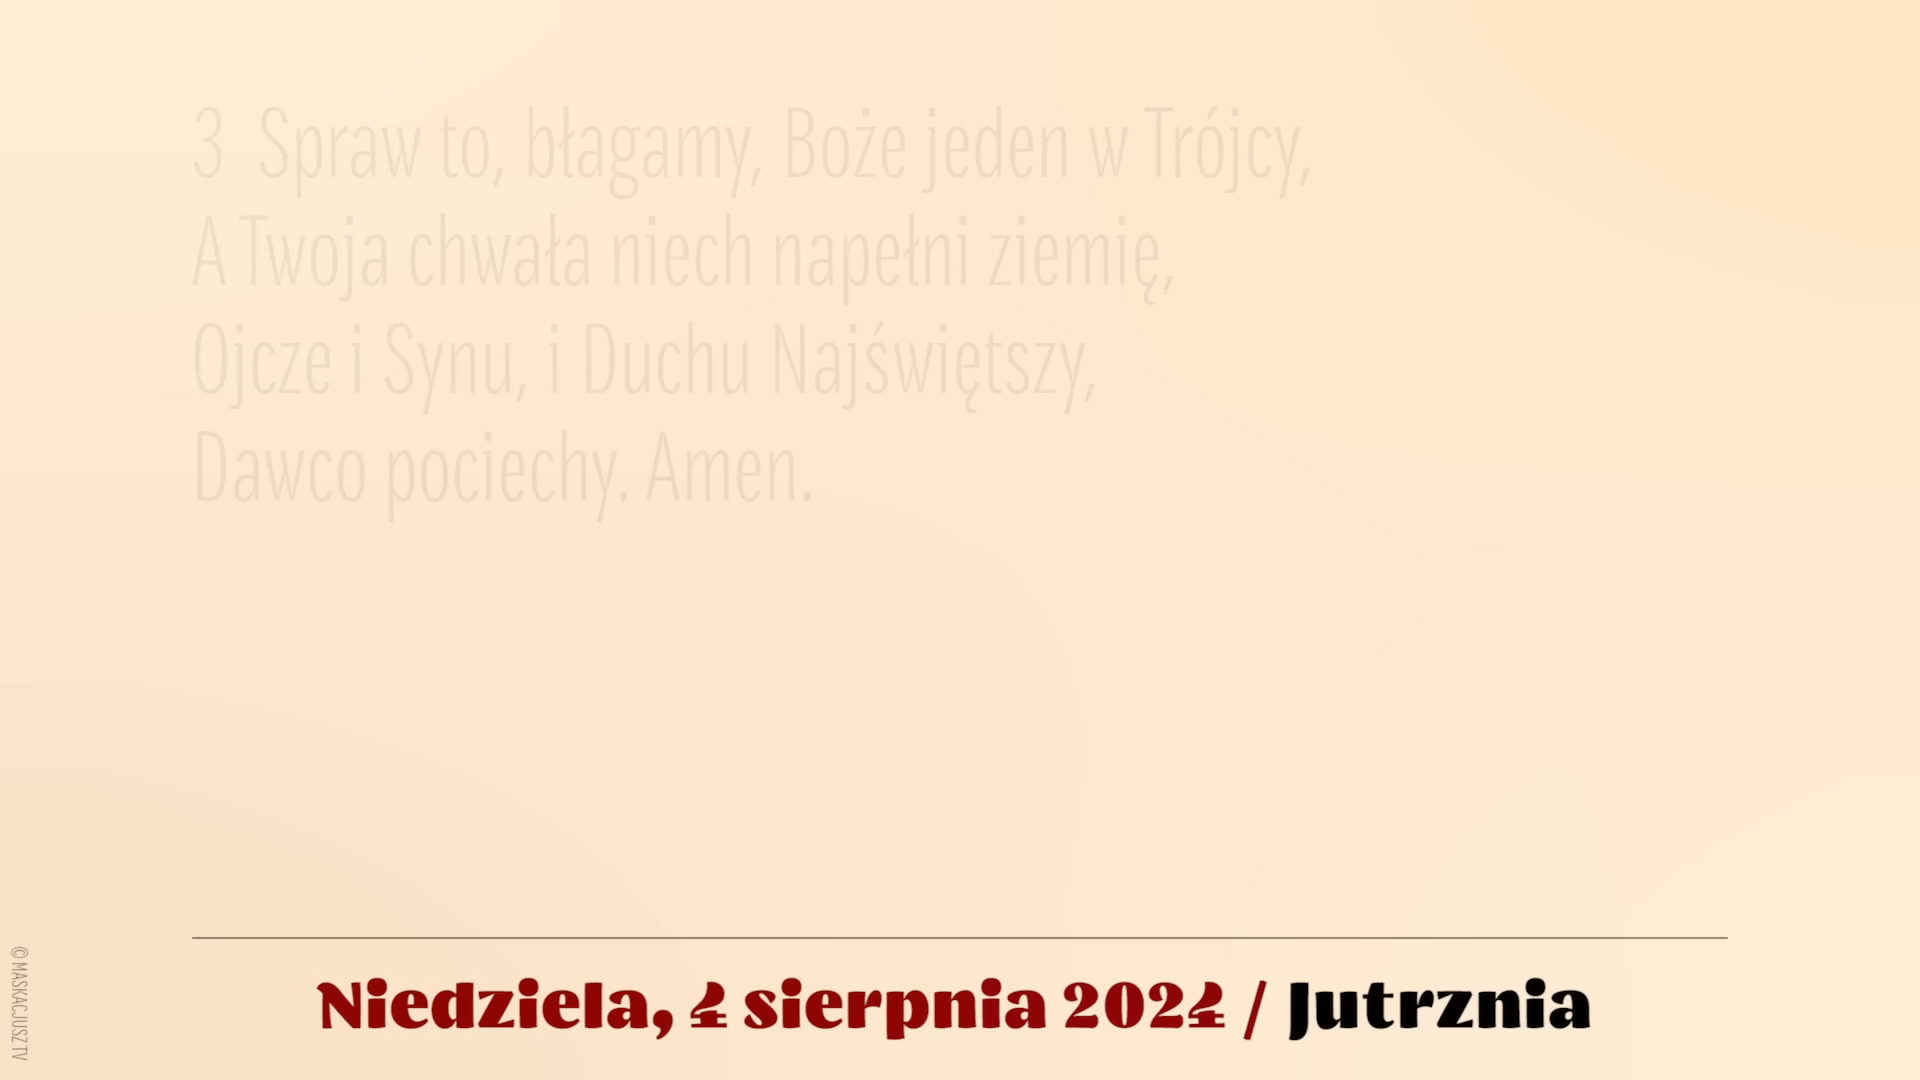 3 Spraw to, błagamy, Boże jeden w Trójcy,
A Twoja chwała niech napełni ziemię,
Ojcze i Synu, i Duchu Najświętszy,
Dawco pociechy. Amen.
Niedziela, 4 sierpnia 2024 / Jutrznia
© MASKACJUSZ TV